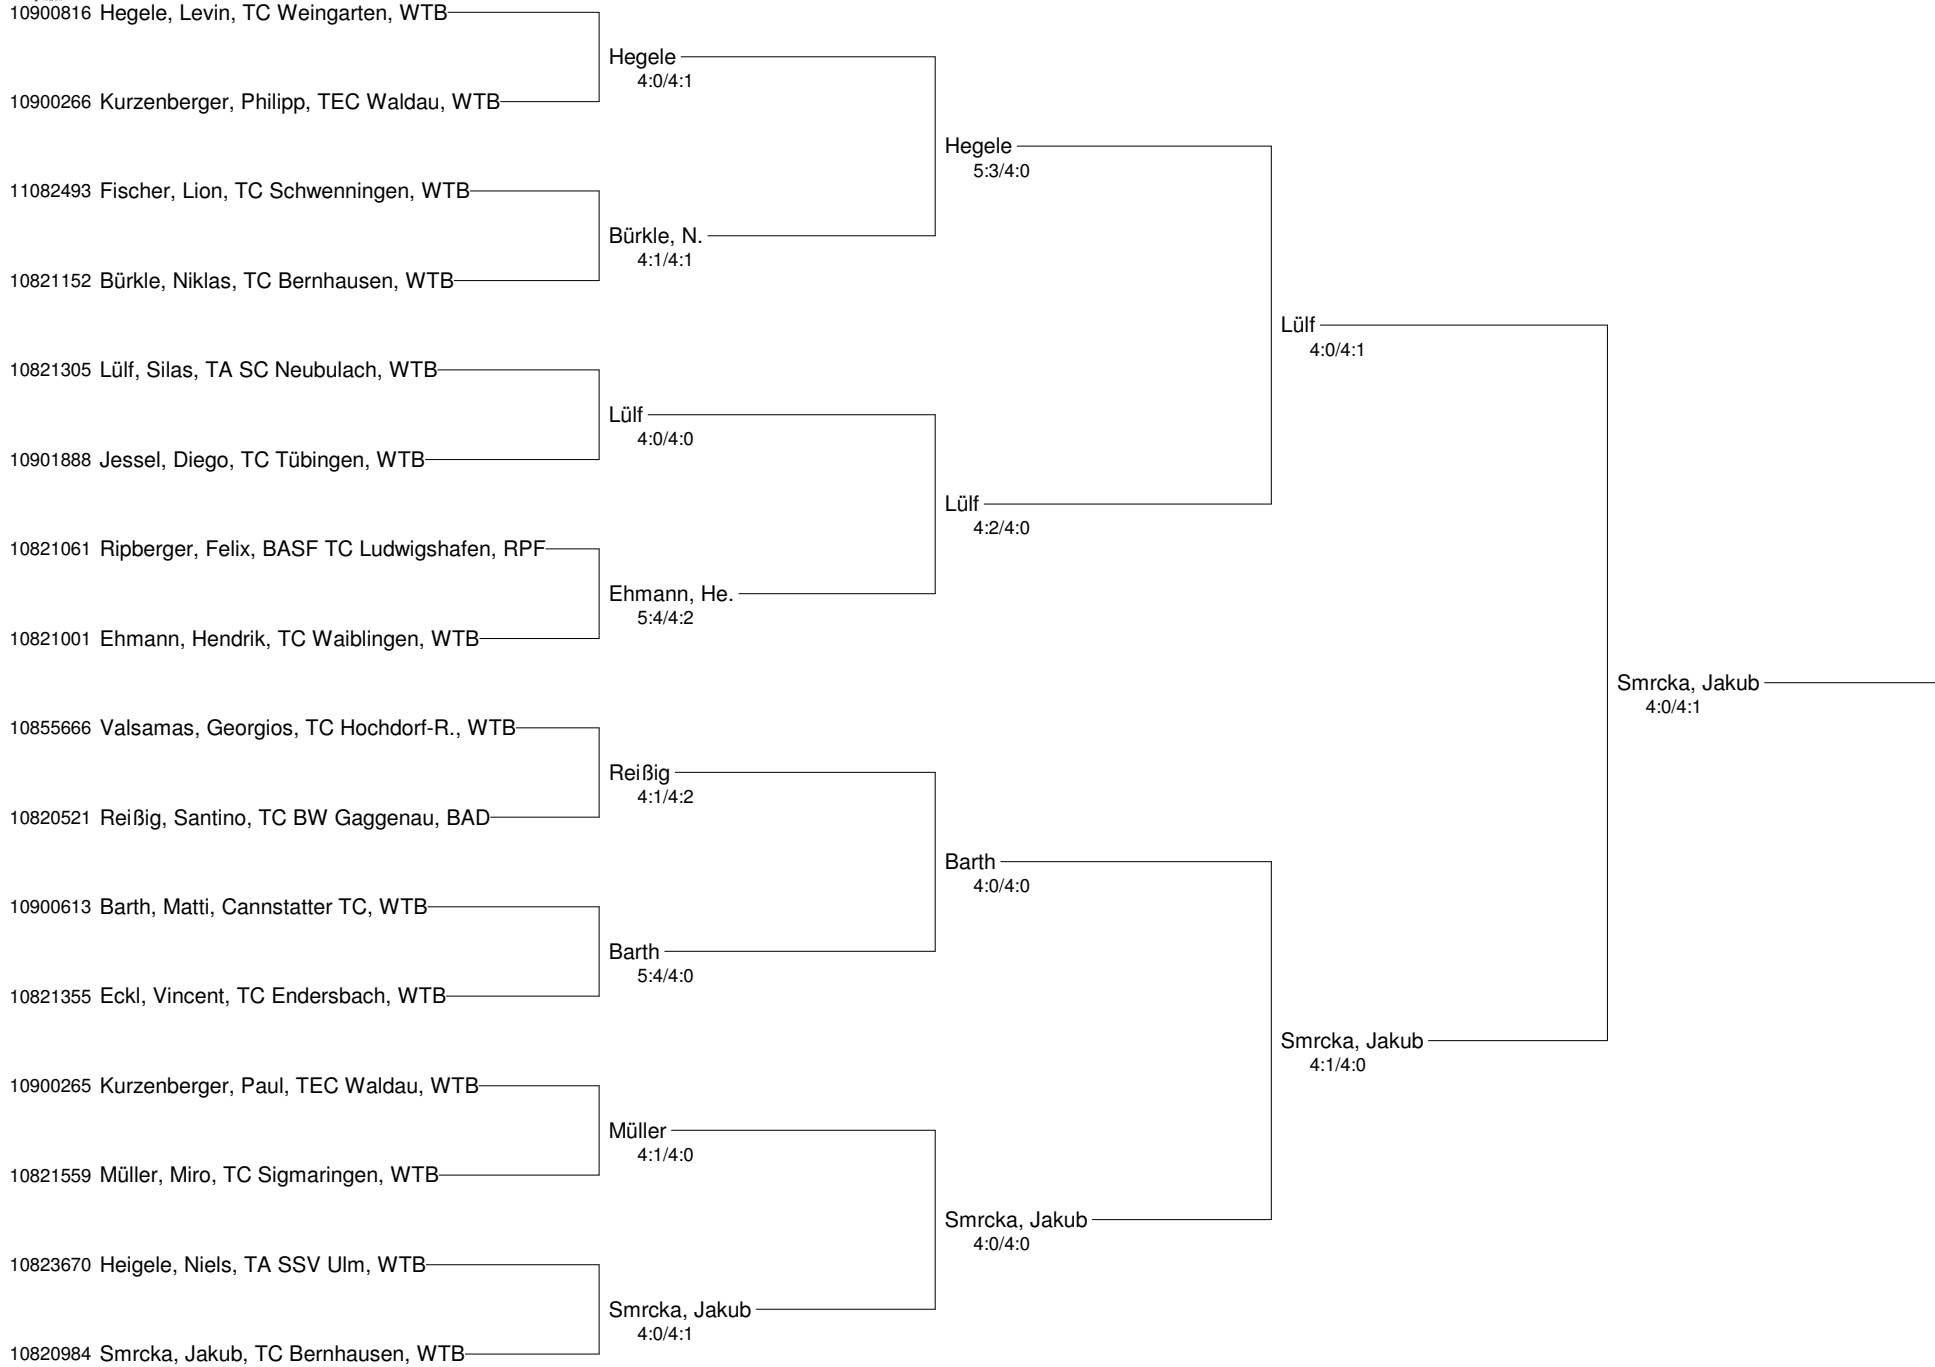 10900816 Hegele, Levin, TC Weingarten, WTB
Hegele
4:0/4:1
10900266 Kurzenberger, Philipp, TEC Waldau, WTB
Hegele
5:3/4:0
11082493 Fischer, Lion, TC Schwenningen, WTB
Bürkle, N.
4:1/4:1
10821152 Bürkle, Niklas, TC Bernhausen, WTB
Lülf
4:0/4:1
10821305 Lülf, Silas, TA SC Neubulach, WTB
Lülf
4:0/4:0
10901888 Jessel, Diego, TC Tübingen, WTB
Lülf
4:2/4:0
10821061 Ripberger, Felix, BASF TC Ludwigshafen, RPF
Ehmann, He.
5:4/4:2
10821001 Ehmann, Hendrik, TC Waiblingen, WTB
Smrcka, Jakub
4:0/4:1
10855666 Valsamas, Georgios, TC Hochdorf-R., WTB
Reißig
4:1/4:2
10820521 Reißig, Santino, TC BW Gaggenau, BAD
Barth
4:0/4:0
10900613 Barth, Matti, Cannstatter TC, WTB
Barth
5:4/4:0
10821355 Eckl, Vincent, TC Endersbach, WTB
Smrcka, Jakub
4:1/4:0
10900265 Kurzenberger, Paul, TEC Waldau, WTB
Müller
4:1/4:0
10821559 Müller, Miro, TC Sigmaringen, WTB
Smrcka, Jakub
4:0/4:0
10823670 Heigele, Niels, TA SSV Ulm, WTB
Smrcka, Jakub
4:0/4:1
10820984 Smrcka, Jakub, TC Bernhausen, WTB